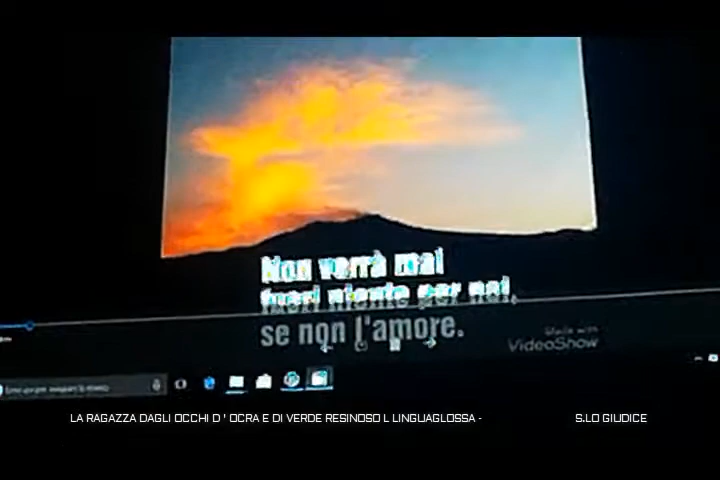 Non verrà mai
fuori niente per noi,
se non l'amore.
Made with
VideoShow
LA RAGAZZA DAGLI OCCHI D ' OCRA E DI VERDE RESINOSO L LINGUAGLOSSA -
S.LO GIUDICE